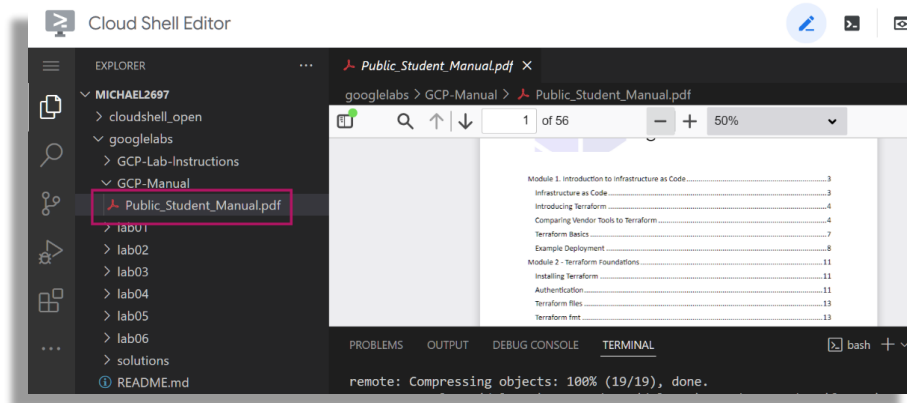 Cloud Shell Editor
EXPLORER
MICHAEL2697
cloudshell_open
googlelabs
GCP-Lab-Instructions
GCP-Manual
Public_Student_Manual.pdf
lab01
lab02
lab03
lab04
lab05
lab06
solutions
README.md
Public_Student_Manual.pdf
googlelabs > GCP-Manual > Public_Student_Manual.pdf
1 of 56 50%
Module 1. Introduction to Infrastructure as Code 3
Infrastructure as Code 3
Introducing Terraform 4
Comparing Vendor Tools to Terraform 4
Terraform Basics 7
Example Deployment 8
Module 2 - Terraform Foundations 11
Installing Terraform 11
Authentication 11
Terraform files 13
Terraform fmt 13
PROBLEMS OUTPUT DEBUG CONSOLE TERMINAL bash
remote: Compressing objects: 100% (19/19), done.